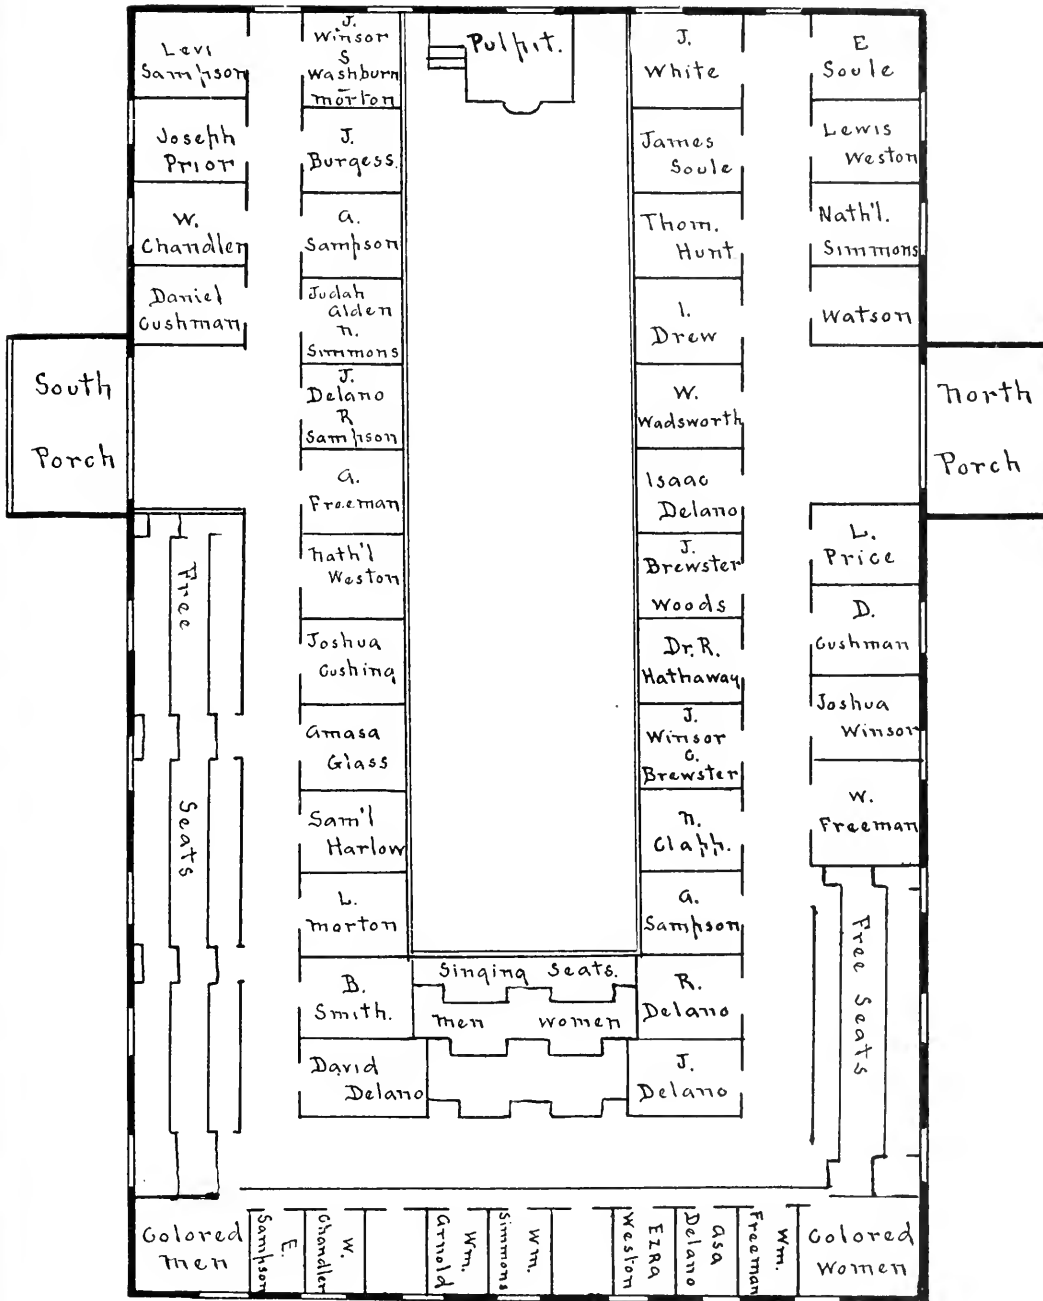 Levi
Sampson
Joseph
Prior
W.
Chandler
Daniel
Cushman
South
Porch
Free
Seats
J.
Winsor
S
Washburn
Morton
J.
Burgess.
A.
Sampson
Judah
Alden
N.
Simmons
J.
Delano
R
Sampson
A.
Freeman
Nath'l
Weston
Joshua
Cushing
Amasa
Glass
Sam'l
Harlow
L.
Morton
B.
Smith.
David
Delano
Pulpit.
Singing Seats.
men women
J.
White
James
Soule
Thom.
Hunt
I.
Drew
W.
Wadsworth
Isaac
Delano
J.
Brewster
Woods
Dr. R.
Hathaway
J.
Winsor
C.
Brewster
N.
Clapp.
A.
Sampson
R.
Delano
J.
Delano
E
Soule
Lewis
Weston
Nath'l.
Simmons
Watson
North
Porch
L.
Price
D.
Cushman
Joshua
Winsor
W.
Freeman
Free Seats
Colored
men
E.
Sampson
W.
Chandler
Wm.
Arnold
Wm.
Simmons
Ezra
Weston
Asa
Delano
Wm.
Freeman
Colored
women